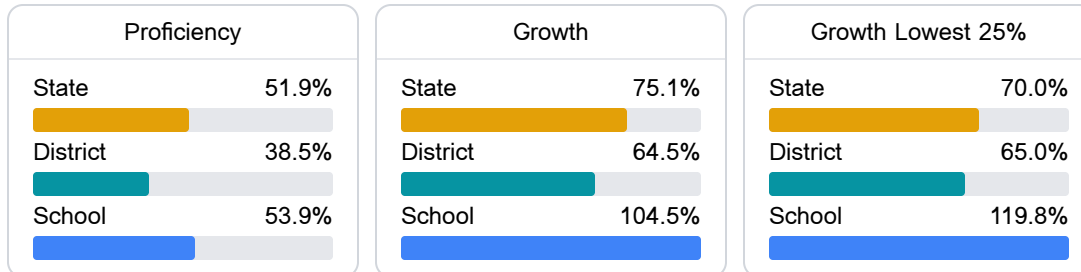 Proficiency
State 51.9%
District 38.5%
School 53.9%
Growth
State 75.1%
District 64.5%
School 104.5%
Growth Lowest 25%
State 70.0%
District 65.0%
School 119.8%